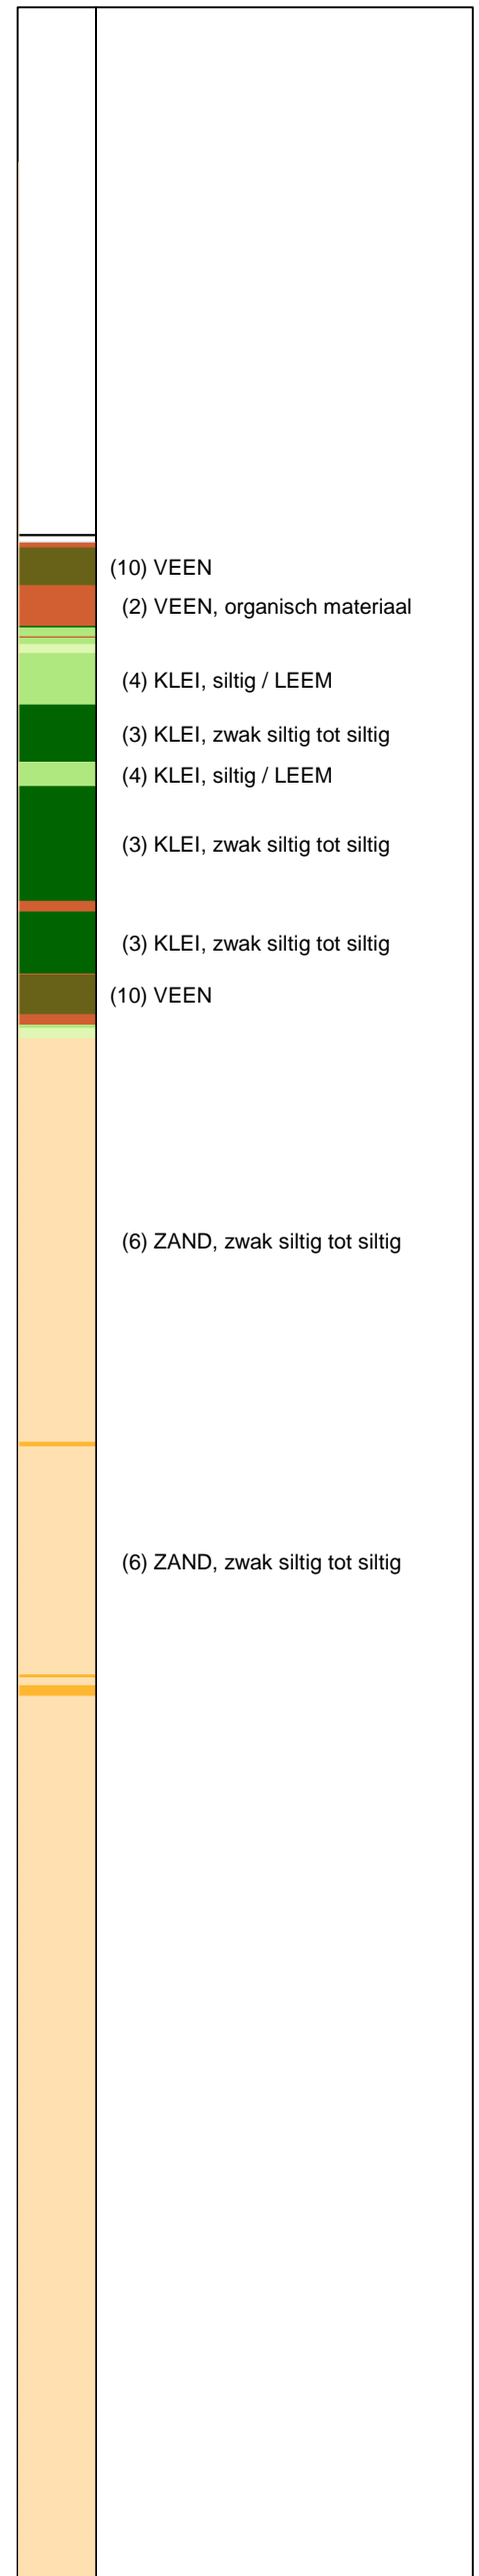 (10) VEEN
(2) VEEN, organisch materiaal
(4) KLEI, siltig / LEEM
(3) KLEI, zwak siltig tot siltig
(4) KLEI, siltig / LEEM
(3) KLEI, zwak siltig tot siltig
(3) KLEI, zwak siltig tot siltig
(10) VEEN
(6) ZAND, zwak siltig tot siltig
(6) ZAND, zwak siltig tot siltig